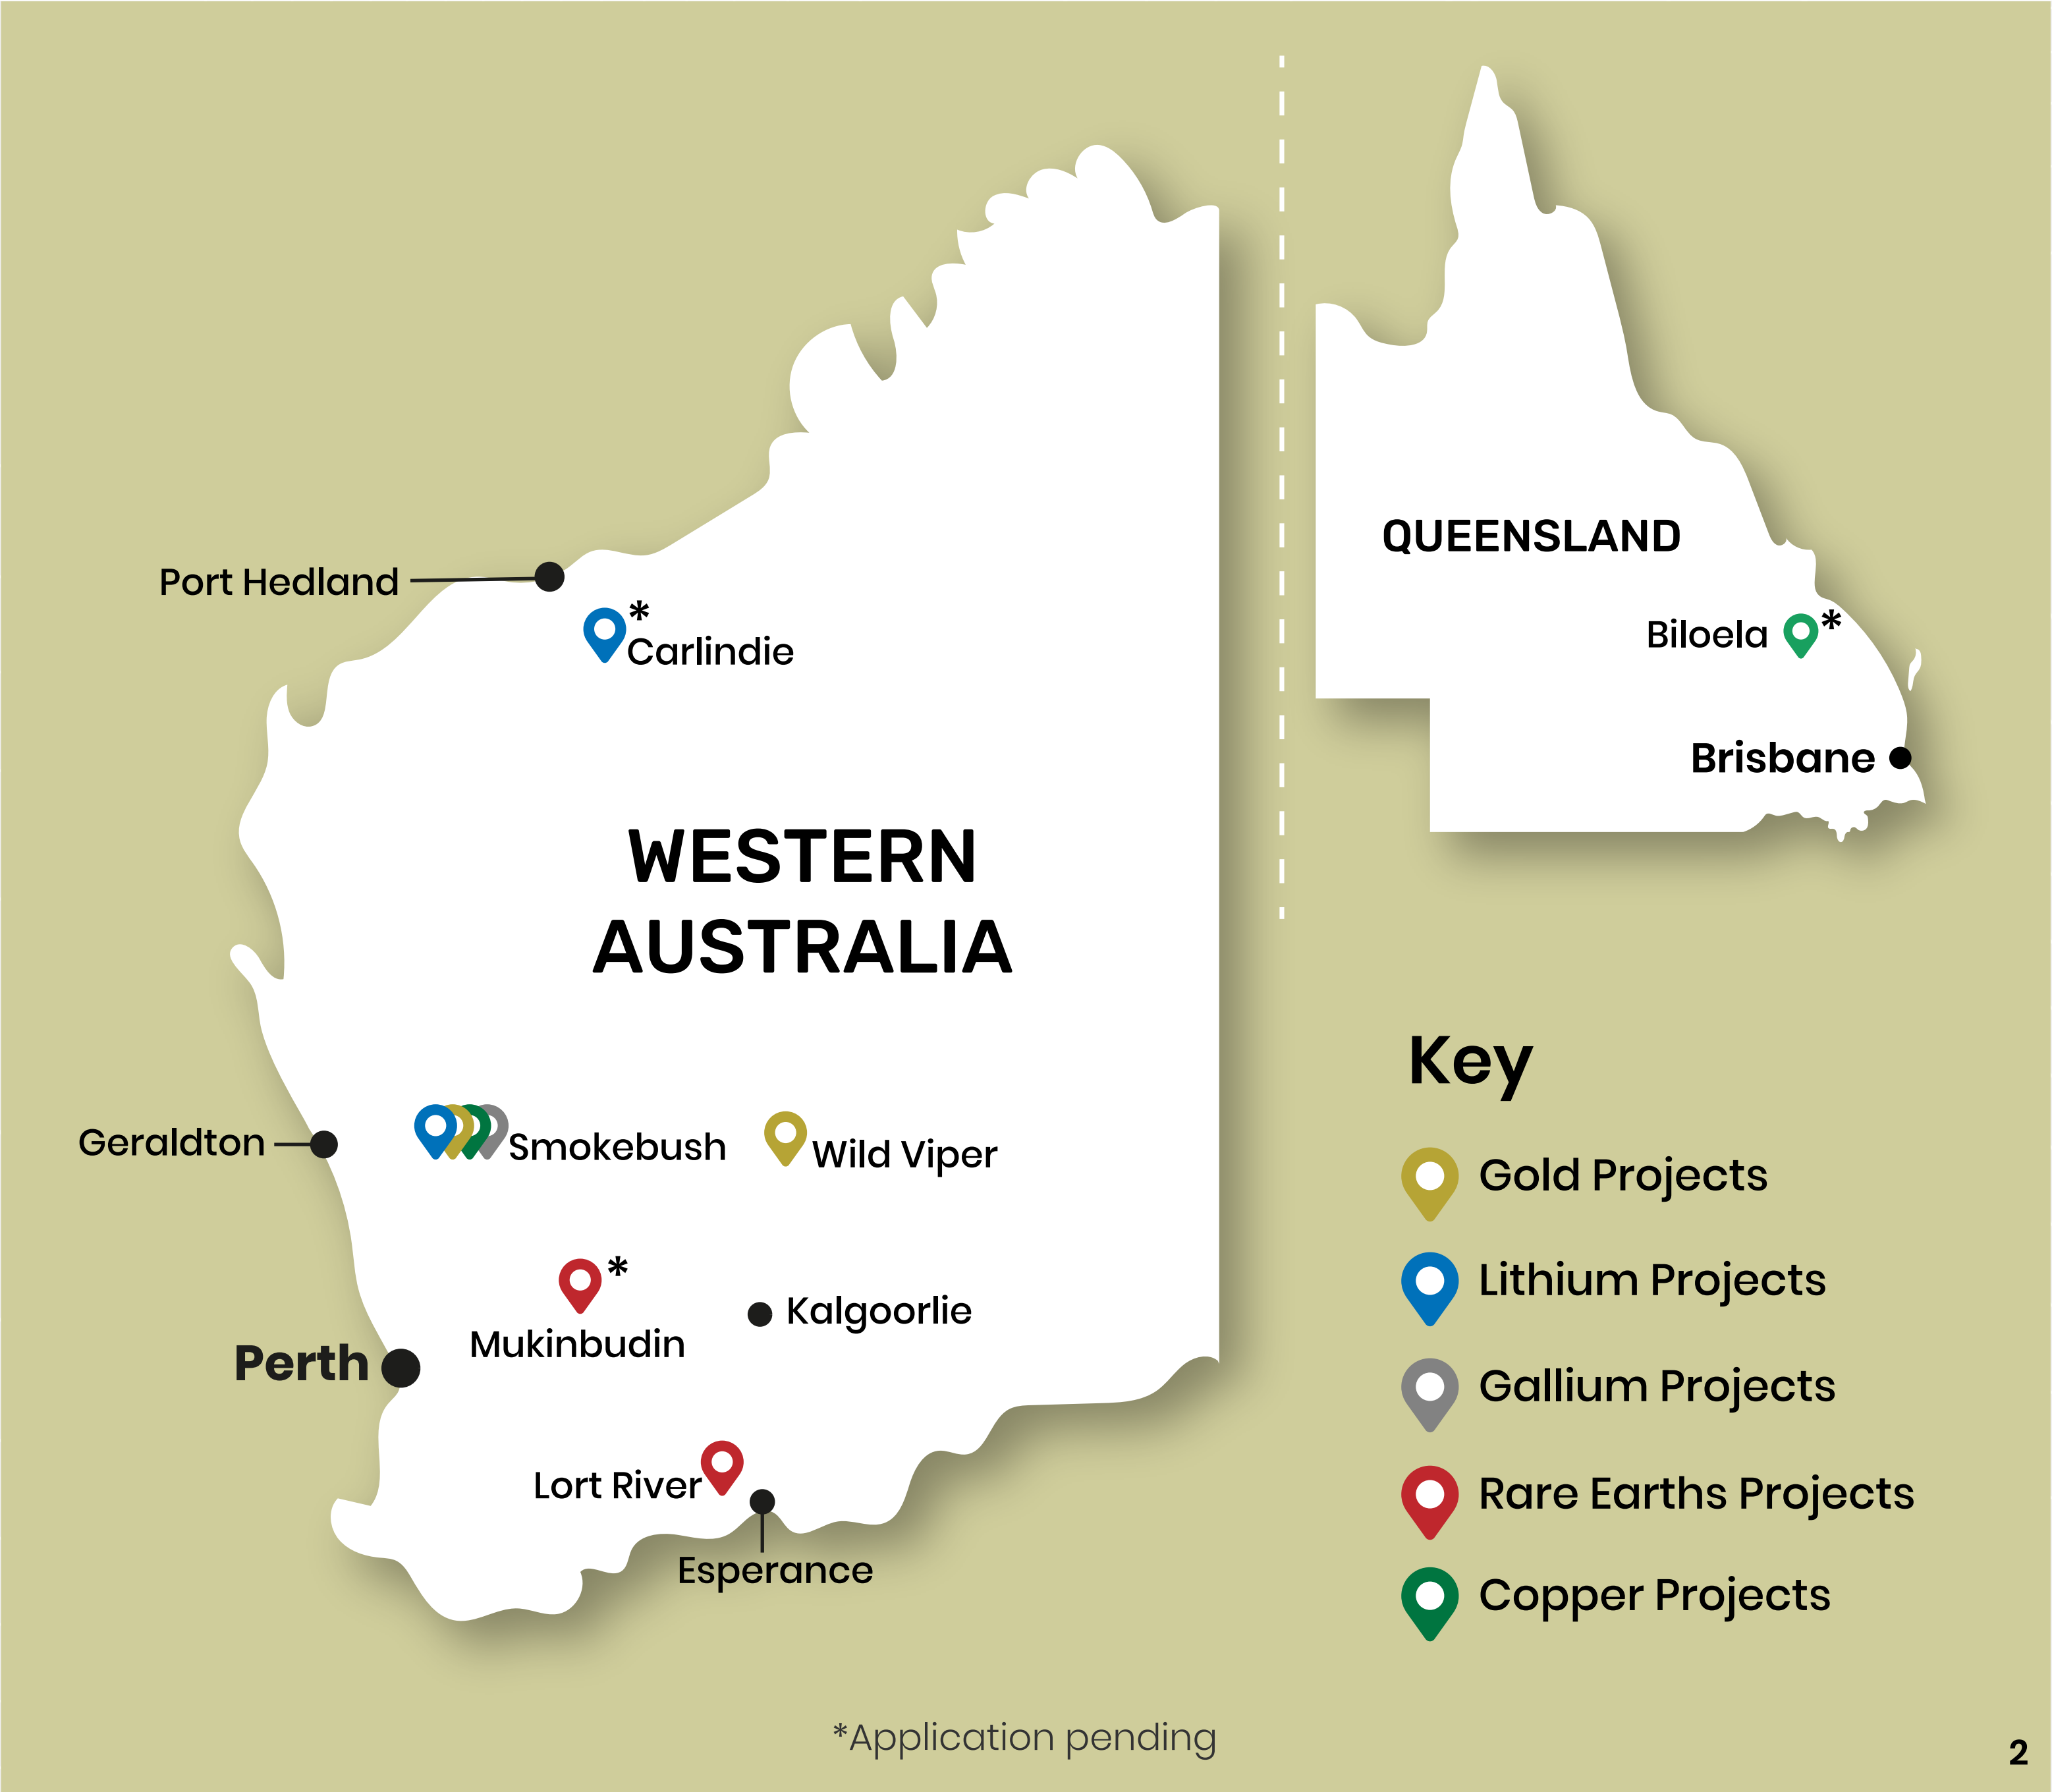 QUEENSLAND
Port Hedland
*
Carlindie
Biloela *
Brisbane
WESTERN
AUSTRALIA
Key
Geraldton
Smokebush
Wild Viper
Gold Projects
*
Mukinbudin
Kalgoorlie
Lithium Projects
Perth
Gallium Projects
Lort River
Rare Earths Projects
Esperance
Copper Projects
*Application pending
2